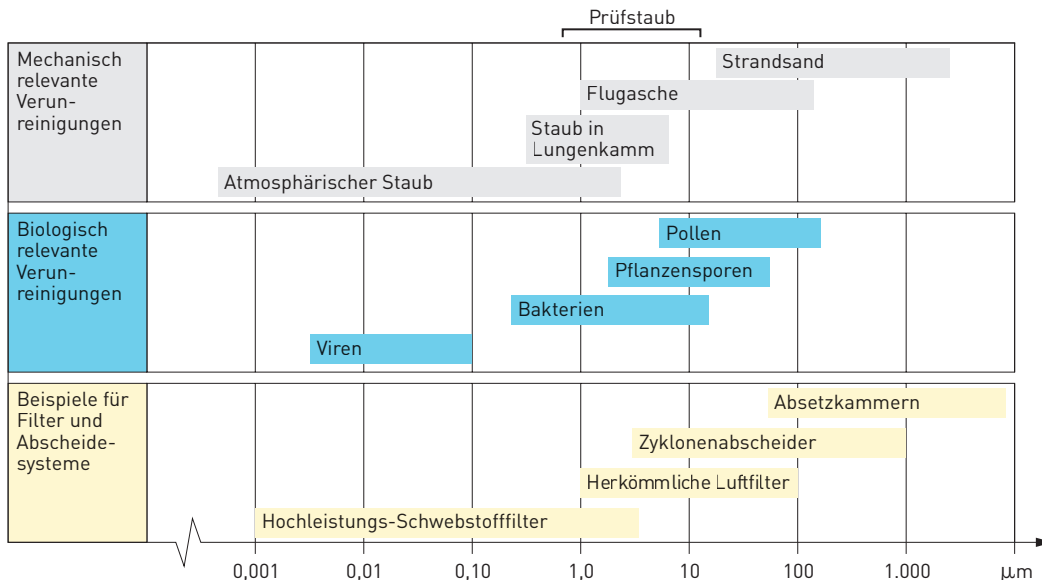 Prüfstaub
Mechanisch
relevante
Verun-
reinigungen
Strandsand
Flugasche
Staub in
Lungenkamm
Atmosphärischer Staub
Biologisch
relevante
Verun-
reinigungen
Pollen
Pflanzensporen
Bakterien
Viren
Beispiele für
Filter und
Abscheide-
systeme
Absetzkammern
Zyklonenabscheider
Herkömmliche Luftfilter
Hochleistungs-Schwebstofffilter
0,001 0,01 0,10 1,0 10 100 1.000 µm